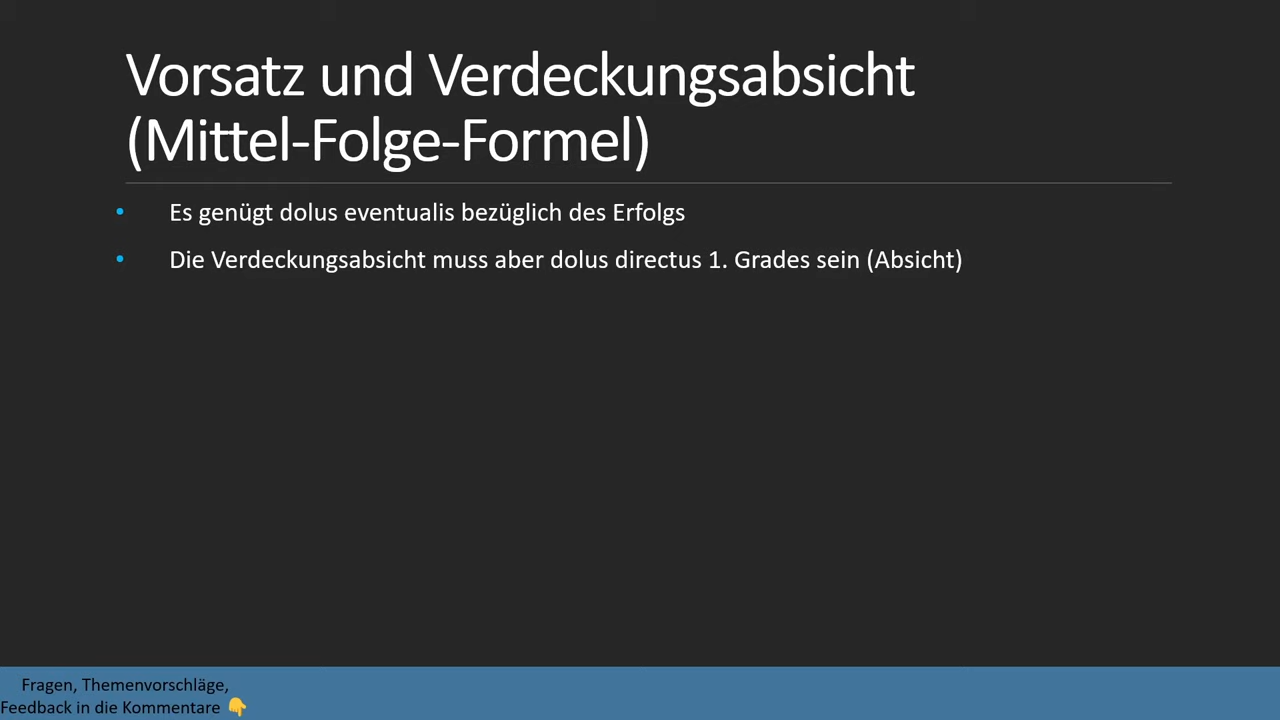 Vorsatz und Verdeckungsabsicht
(Mittel-Folge-Formel)
• Es genügt dolus eventualis bezüglich des Erfolgs
• Die Verdeckungsabsicht muss aber dolus directus 1. Grades sein (Absicht)
Fragen, Themenvorschläge,
Feedback in die Kommentare 👇